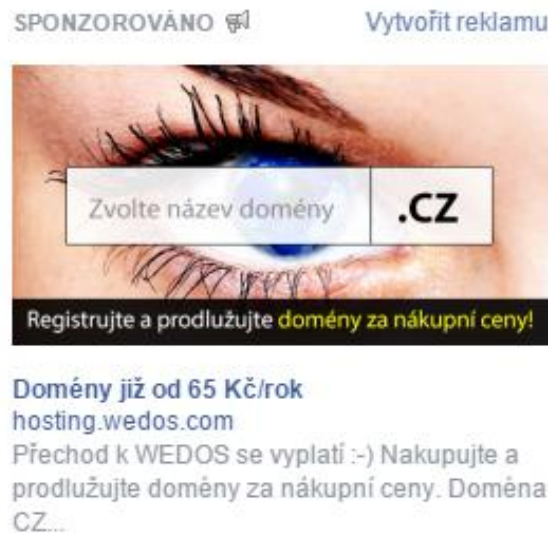 SPONZOROVÁNO Vytvořit reklamu
Zvolte název domény .CZ
Registrujte a prodlužujte domény za nákupní ceny!
Domény již od 65 Kč/rok
hosting.wedos.com
Přechod k WEDOS se vyplatí :-) Nakupujte a
prodlužujte domény za nákupní ceny. Doména
CZ...